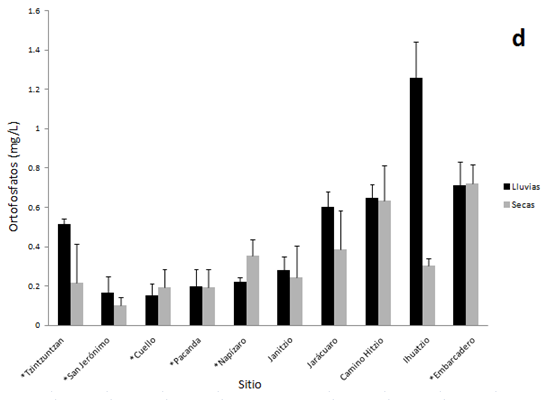 d
Ortofosfatos (mg/L)
1.6
1.4
1.2
1
0.8
0.6
0.4
0.2
0
Lluvias
Secas
*Tzintzuntzan
*San Jerónimo
*Cuello
*Pacanda
*Napízaro
Janitzio
Jarácuaro
Camino Hitzio
Ihuatzio
*Embarcadero
Sitio